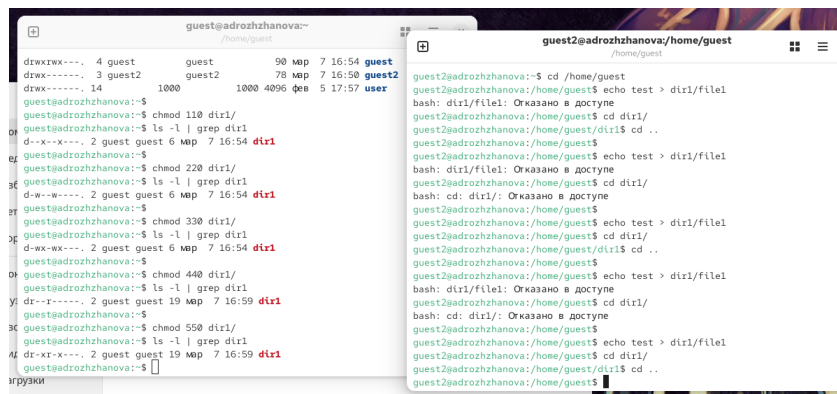 guest@adrozhzhanova:~
/home/guest
drwxrwx---. 4 guest guest 90 мар 7 16:54 guest
drwx------. 3 guest2 guest2 78 мар 7 16:50 guest2
drwx------. 14 1000 1000 4096 фев 5 17:57 user
guest@adrozhzhanova:~$
guest@adrozhzhanova:~$ chmod 110 dir1/
guest@adrozhzhanova:~$ ls -l | grep dir1
d--x--x---. 2 guest guest 6 мар 7 16:54 dir1
guest@adrozhzhanova:~$
guest@adrozhzhanova:~$ chmod 220 dir1/
guest@adrozhzhanova:~$ ls -l | grep dir1
d-w--w----. 2 guest guest 6 мар 7 16:54 dir1
guest@adrozhzhanova:~$
guest@adrozhzhanova:~$ chmod 330 dir1/
guest@adrozhzhanova:~$ ls -l | grep dir1
d-wx-wx---. 2 guest guest 6 мар 7 16:54 dir1
guest@adrozhzhanova:~$
guest@adrozhzhanova:~$ chmod 440 dir1/
guest@adrozhzhanova:~$ ls -l | grep dir1
dr--r-----. 2 guest guest 19 мар 7 16:59 dir1
guest@adrozhzhanova:~$
guest@adrozhzhanova:~$ chmod 550 dir1/
guest@adrozhzhanova:~$ ls -l | grep dir1
dr-xr-x---. 2 guest guest 19 мар 7 16:59 dir1
guest@adrozhzhanova:~$
агрузки
guest2@adrozhzhanova:/home/guest
/home/guest
guest2@adrozhzhanova:~$ cd /home/guest
guest2@adrozhzhanova:/home/guest$ echo test > dir1/file1
bash: dir1/file1: Отказано в доступе
guest2@adrozhzhanova:/home/guest$ cd dir1/
guest2@adrozhzhanova:/home/guest/dir1$ cd ..
guest2@adrozhzhanova:/home/guest$
guest2@adrozhzhanova:/home/guest$ echo test > dir1/file1
bash: dir1/file1: Отказано в доступе
guest2@adrozhzhanova:/home/guest$ cd dir1/
bash: cd: dir1/: Отказано в доступе
guest2@adrozhzhanova:/home/guest$
guest2@adrozhzhanova:/home/guest$ echo test > dir1/file1
guest2@adrozhzhanova:/home/guest$ cd dir1/
guest2@adrozhzhanova:/home/guest/dir1$ cd ..
guest2@adrozhzhanova:/home/guest$
guest2@adrozhzhanova:/home/guest$ echo test > dir1/file1
bash: dir1/file1: Отказано в доступе
guest2@adrozhzhanova:/home/guest$ cd dir1/
bash: cd: dir1/: Отказано в доступе
guest2@adrozhzhanova:/home/guest$
guest2@adrozhzhanova:/home/guest$ echo test > dir1/file1
guest2@adrozhzhanova:/home/guest$ cd dir1/
guest2@adrozhzhanova:/home/guest/dir1$ cd ..
guest2@adrozhzhanova:/home/guest$